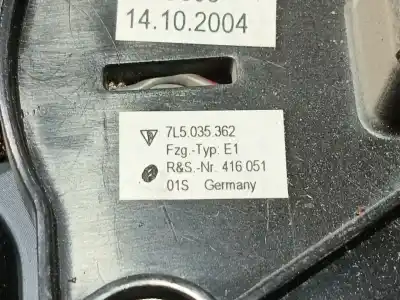 14.10.2004
7L5.035.362
Fzg.-Typ: E1
R&S.-Nr. 416 051
01S Germany